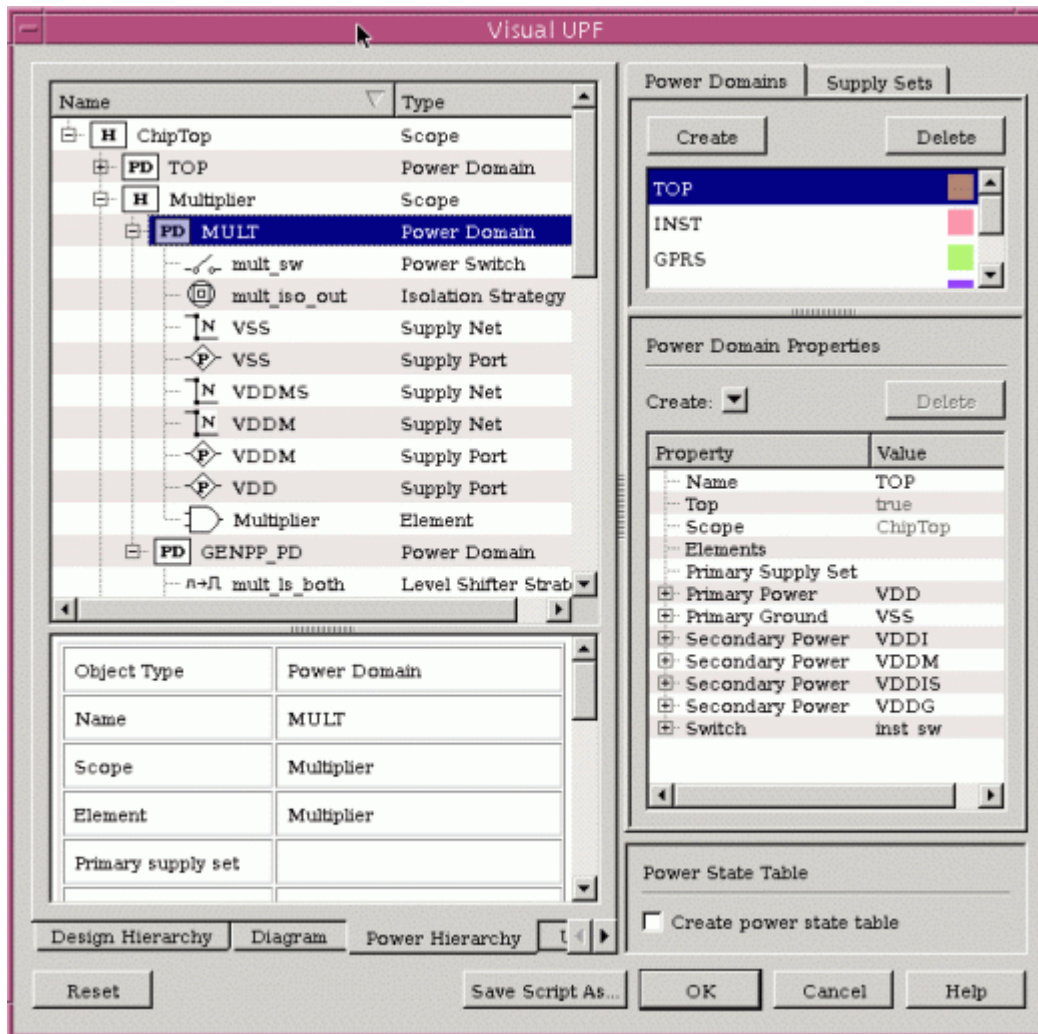 Visual UPF
Name Type
H ChipTop Scope
PD TOP Power Domain
H Multiplier Scope
PD MULT Power Domain
mult_sw Power Switch
mult_iso_out Isolation Strategy
N VSS Supply Net
P VSS Supply Port
N VDDMS Supply Net
N VDDM Supply Net
P VDDM Supply Port
P VDD Supply Port
Multiplier Element
PD GENPP_PD Power Domain
mult_ls_both Level Shifter Strat
Object Type Power Domain
Name MULT
Scope Multiplier
Element Multiplier
Primary supply set
Design Hierarchy Diagram Power Hierarchy
Power Domains Supply Sets
Create Delete
TOP
INST
GPRS
Power Domain Properties
Create: Delete
Property Value
Name TOP
Top true
Scope ChipTop
Elements
Primary Supply Set
Primary Power VDD
Primary Ground VSS
Secondary Power VDDI
Secondary Power VDDM
Secondary Power VDDIS
Secondary Power VDDG
Switch inst_sw
Power State Table
Create power state table
Reset Save Script As... OK Cancel Help